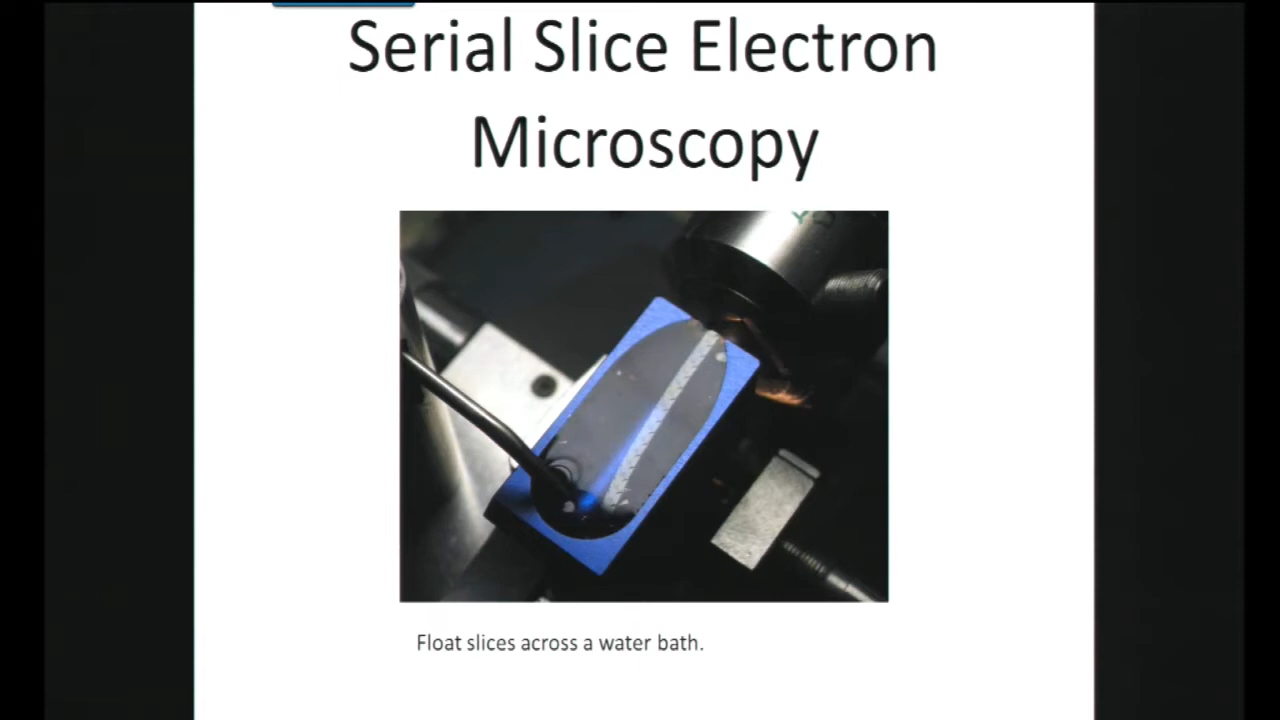 Serial Slice Electron
Microscopy
Float slices across a water bath.